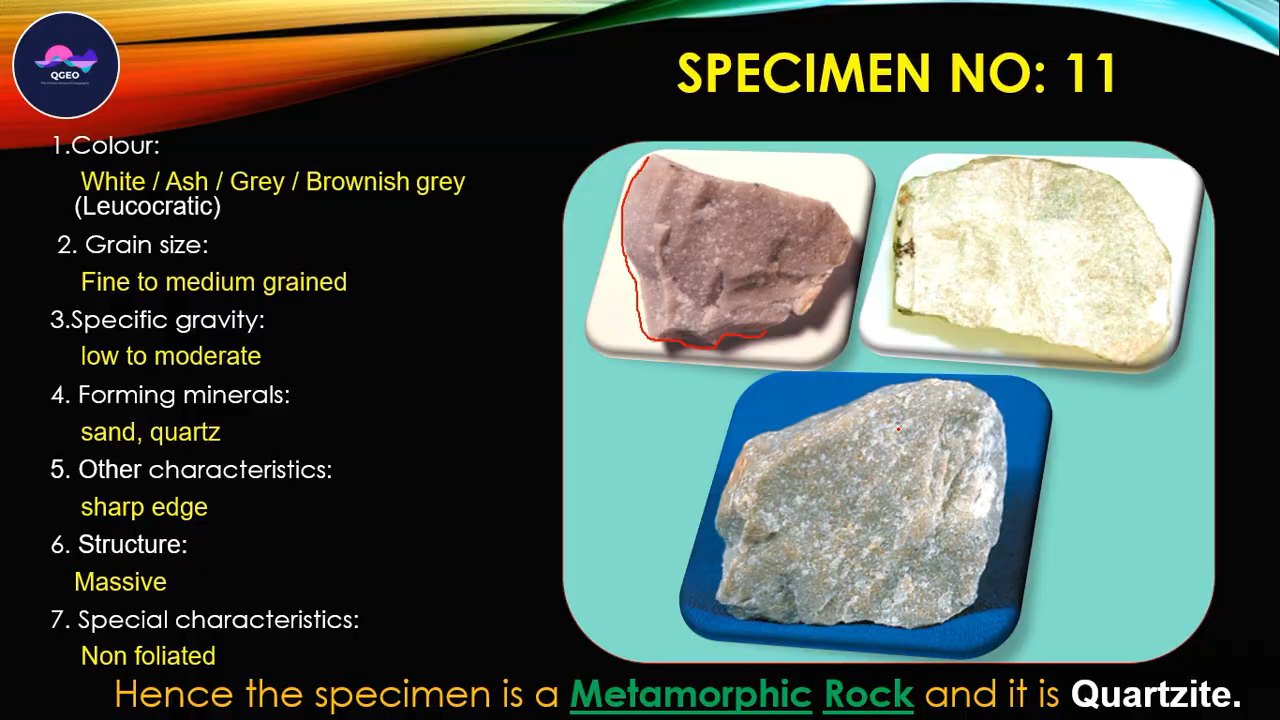 QGEO
SPECIMEN NO: 11
1.Colour:
White / Ash / Grey / Brownish grey
(Leucocratic)
2. Grain size:
Fine to medium grained
3.Specific gravity:
low to moderate
4. Forming minerals:
sand, quartz
5. Other characteristics:
sharp edge
6. Structure:
Massive
7. Special characteristics:
Non foliated
Hence the specimen is a Metamorphic Rock and it is Quartzite.